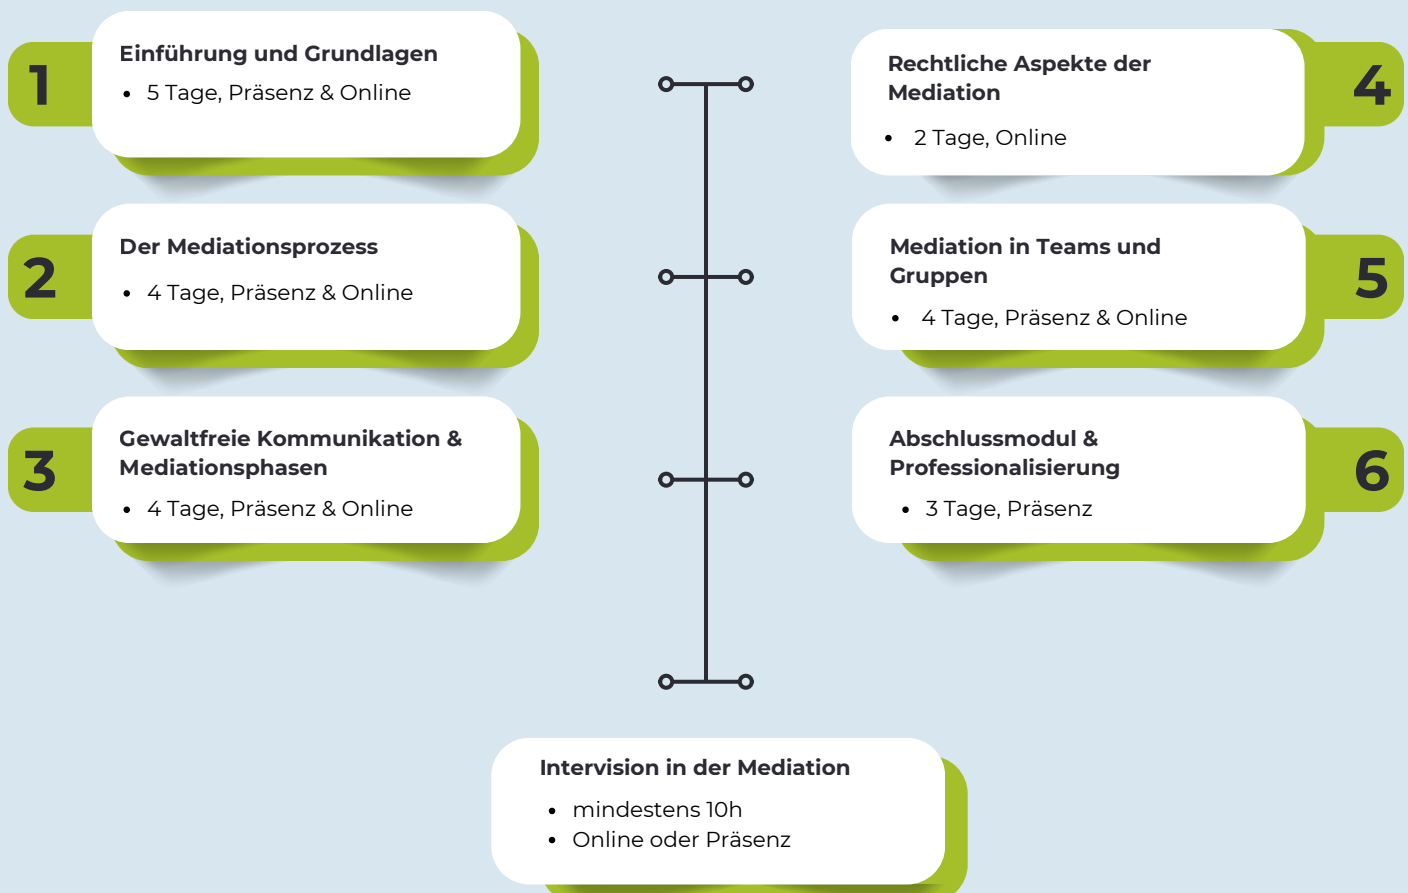 1
Einführung und Grundlagen
• 5 Tage, Präsenz & Online
2
Der Mediationsprozess
• 4 Tage, Präsenz & Online
3
Gewaltfreie Kommunikation &
Mediationsphasen
• 4 Tage, Präsenz & Online
4
Rechtliche Aspekte der
Mediation
• 2 Tage, Online
5
Mediation in Teams und
Gruppen
• 4 Tage, Präsenz & Online
6
Abschlussmodul &
Professionalisierung
• 3 Tage, Präsenz
Intervision in der Mediation
• mindestens 10h
• Online oder Präsenz